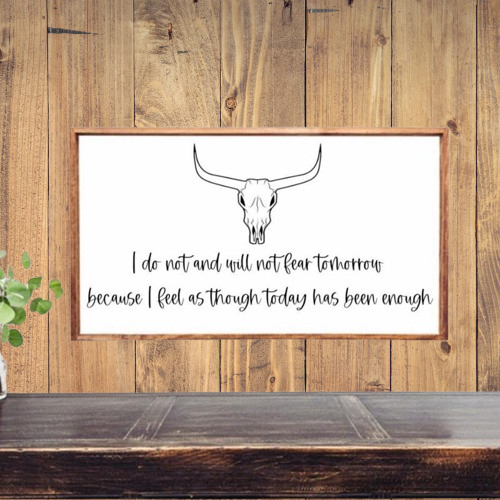 I do not and will not fear tomorrow
because I feel as though today has been enough